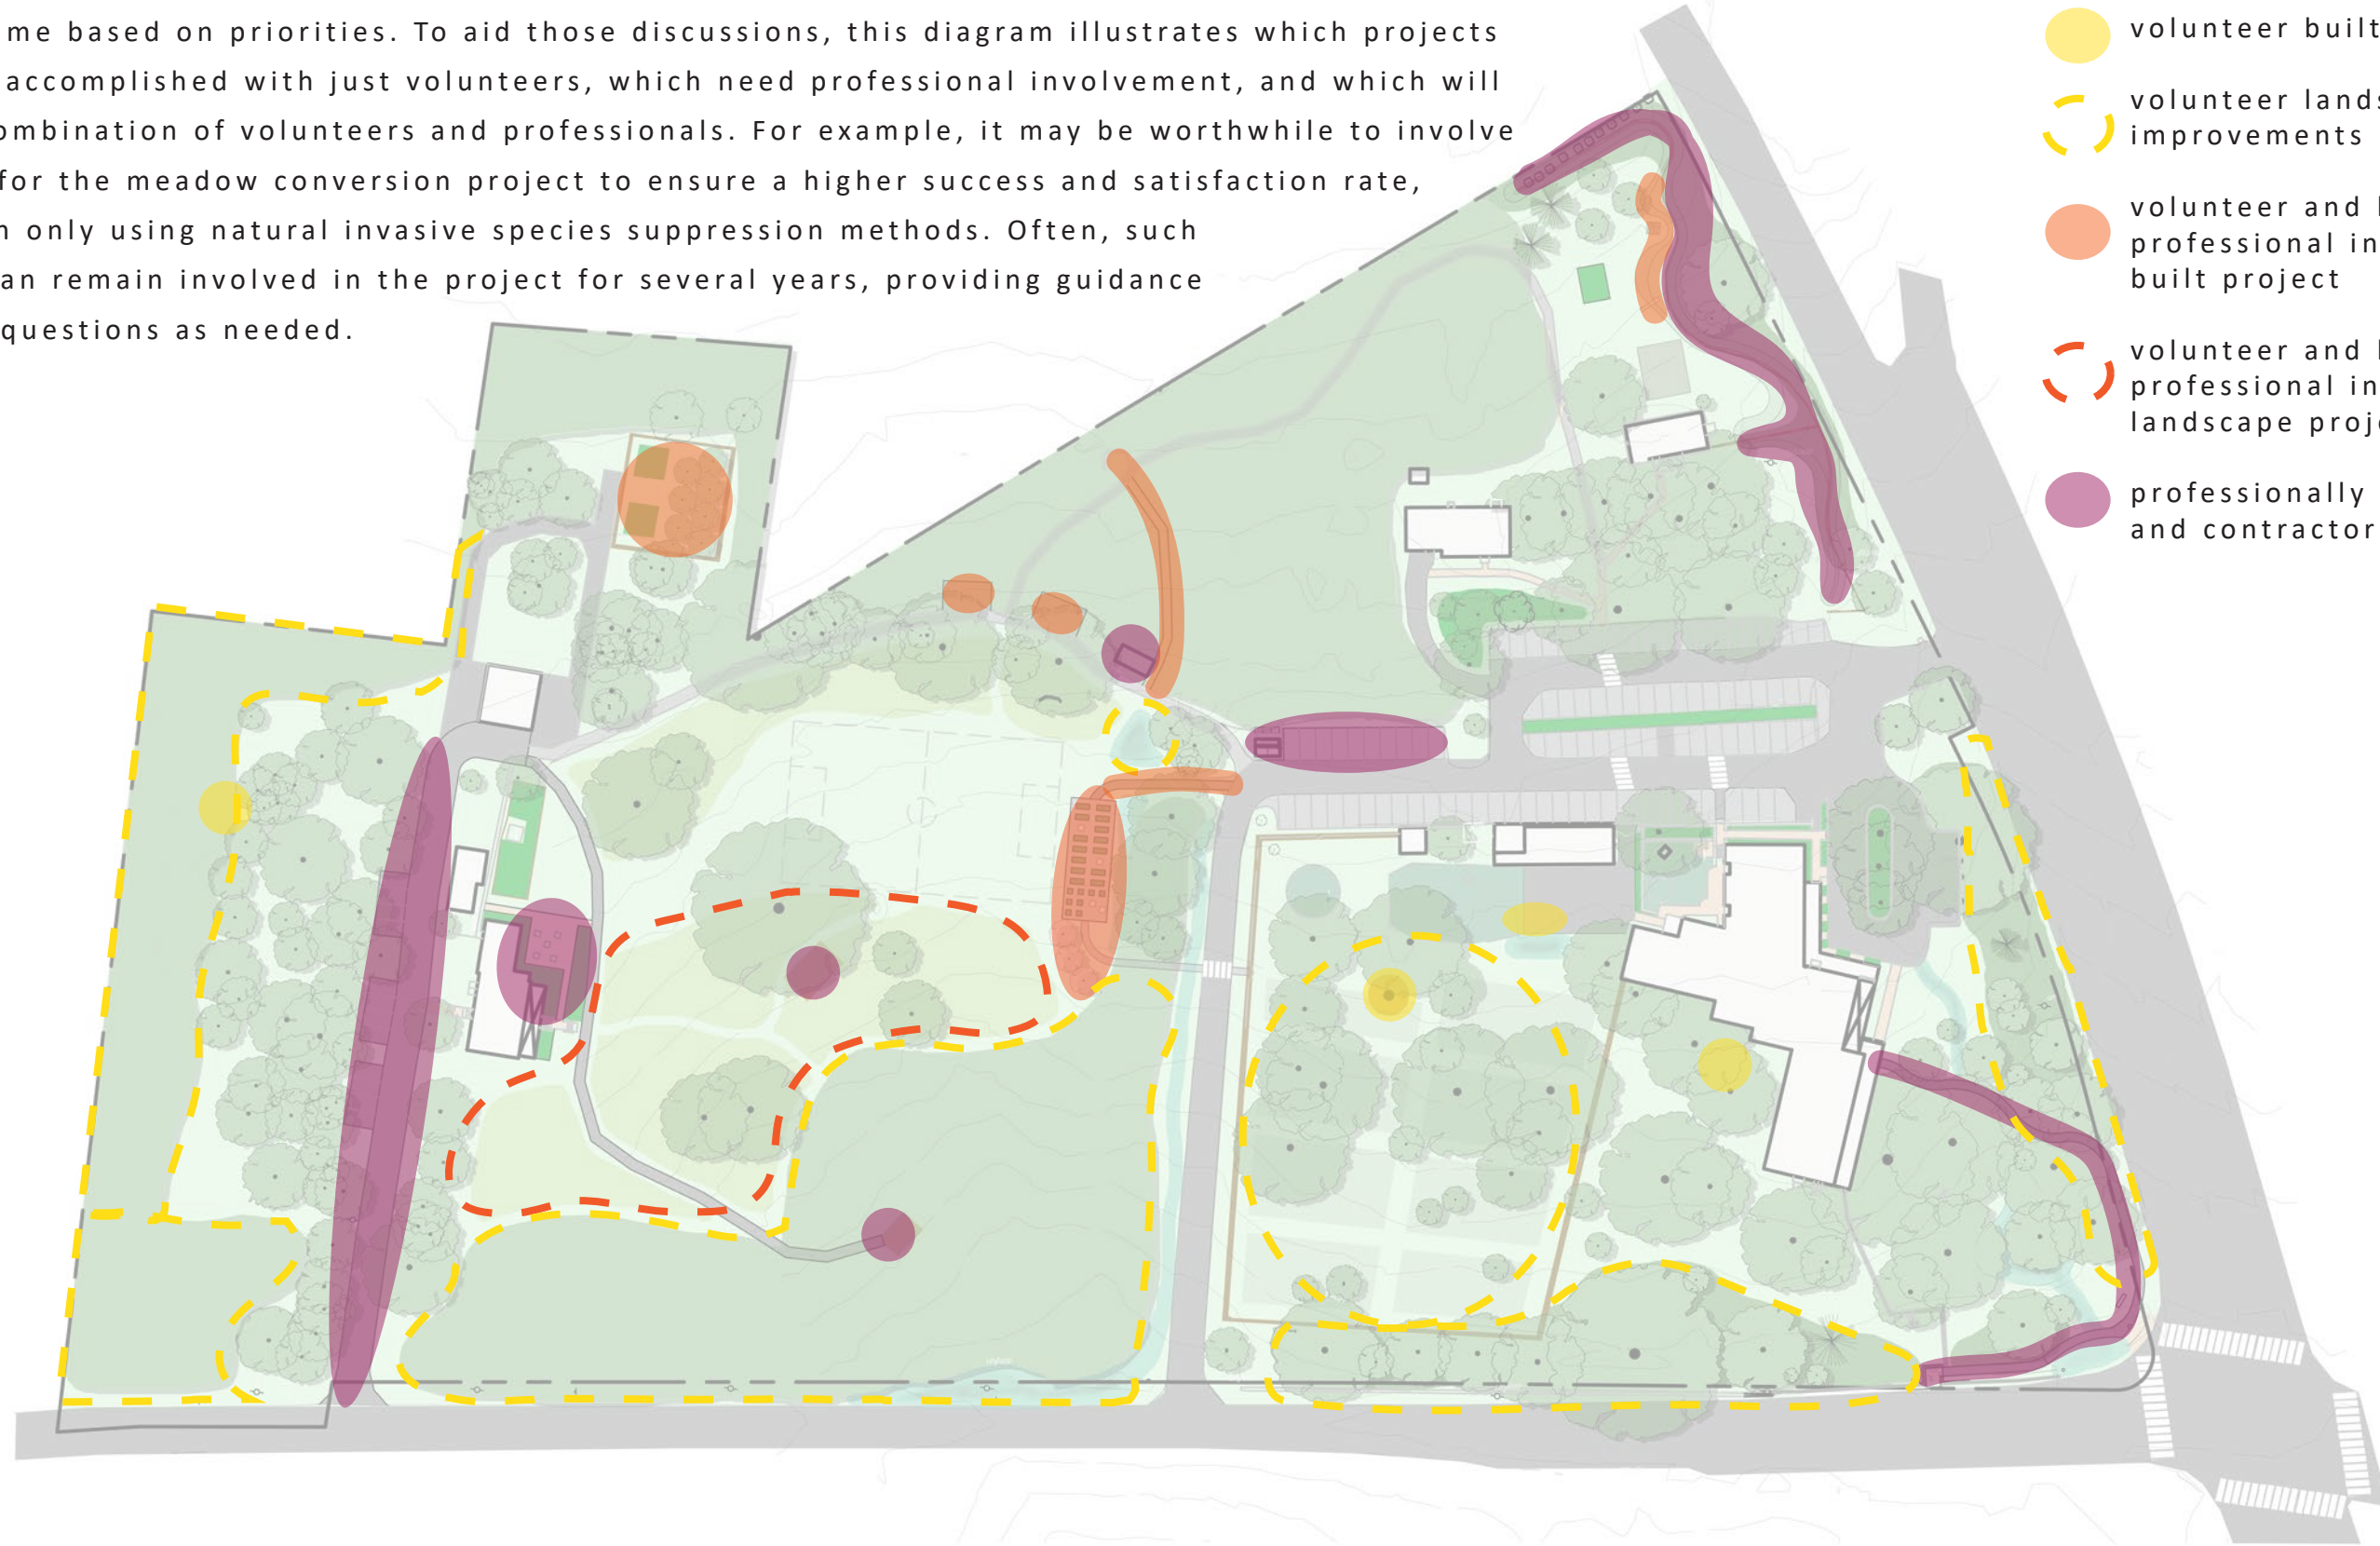 me based on priorities. To aid those discussions, this diagram illustrates which projects
accomplished with just volunteers, which need professional involvement, and which will
ombination of volunteers and professionals. For example, it may be worthwhile to involve
for the meadow conversion project to ensure a higher success and satisfaction rate,
only using natural invasive species suppression methods. Often, such
an remain involved in the project for several years, providing guidance
questions as needed.
volunteer built
volunteer lands
improvements
volunteer and
professional in
built project
volunteer and
professional in
landscape proj
professionally
and contractor